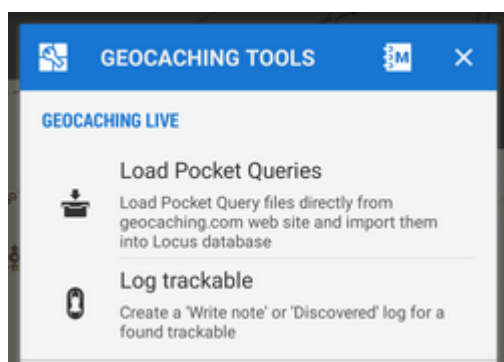 GEOCACHING TOOLS
M
GEOCACHING LIVE
Load Pocket Queries
Load Pocket Query files directly from
geocaching.com web site and import them
into Locus database
Log trackable
Create a 'Write note' or 'Discovered' log for a
found trackable